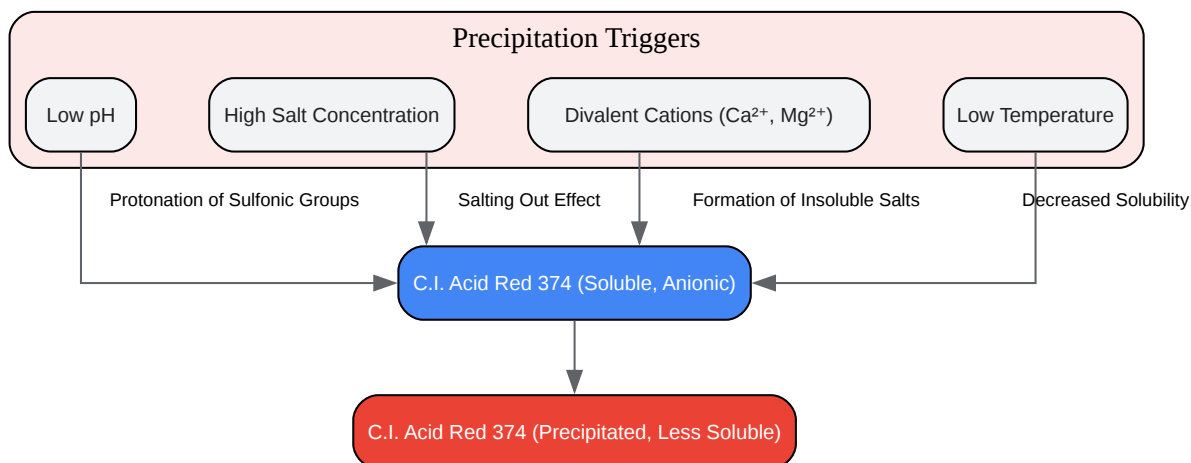 Precipitation Triggers
Low pH
High Salt Concentration
Divalent Cations (Ca²⁺, Mg²⁺)
Low Temperature
Protonation of Sulfonic Groups
Salting Out Effect
Formation of Insoluble Salts
Decreased Solubility
C.I. Acid Red 374 (Soluble, Anionic)
C.I. Acid Red 374 (Precipitated, Less Soluble)